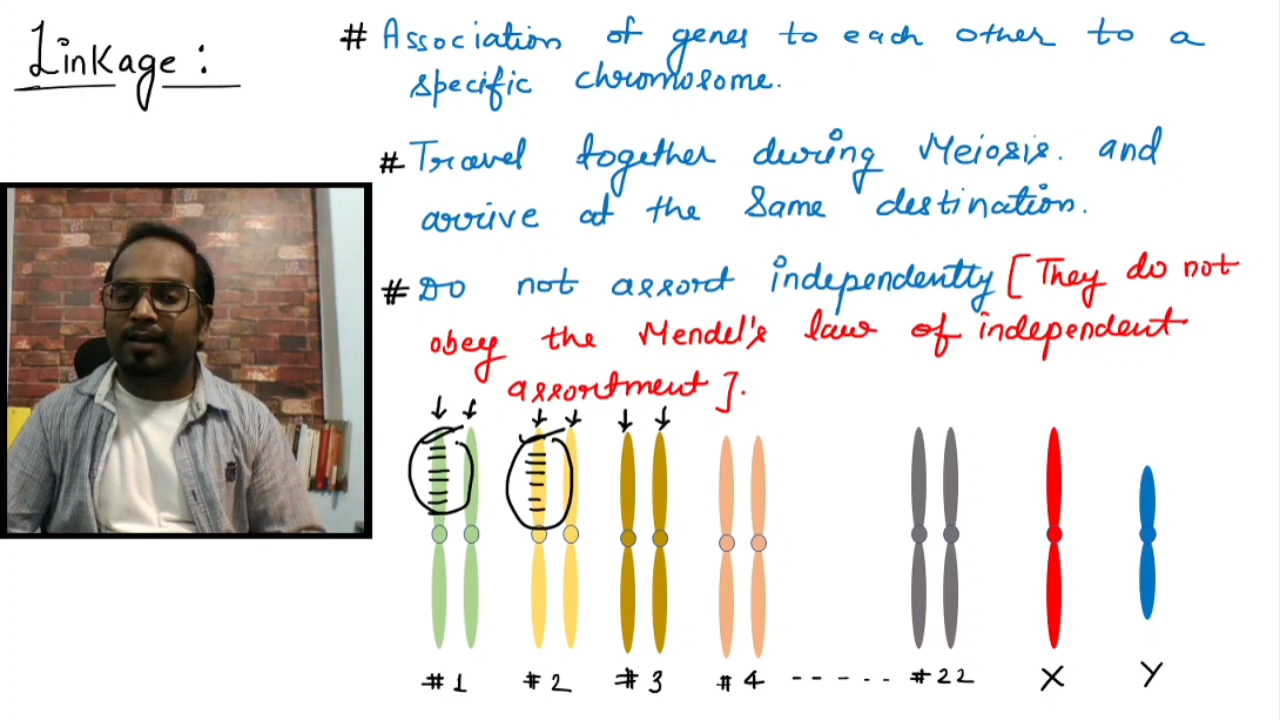 Linkage :
# Association of genes to each other to a
specific chromosome.
# Travel together during Meiosis. and
arrive at the same destination.
# Do not assort independently [They do not
obey the Mendel's law of independent
assortment].
#1 #2 #3 #4 ----.. #22 X Y